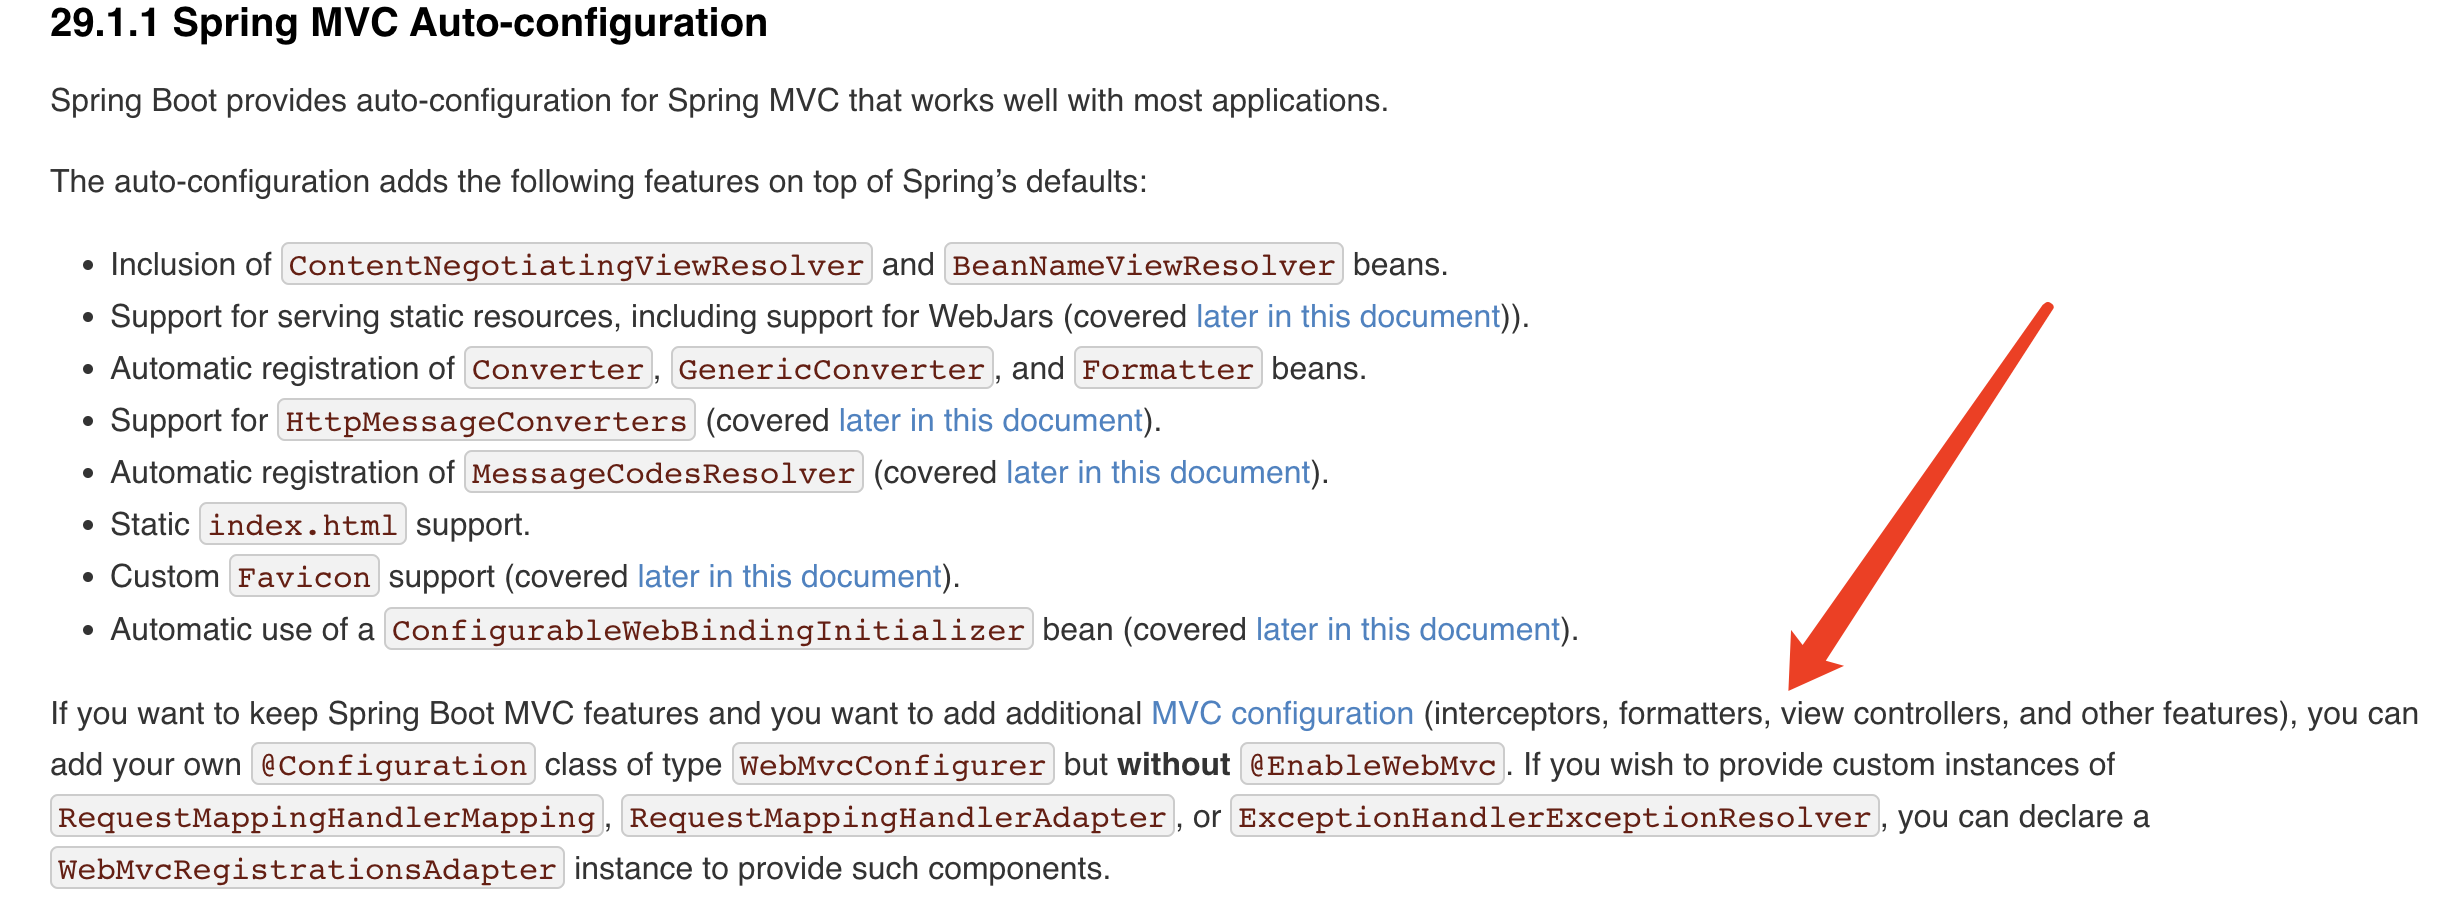 29.1.1 Spring MVC Auto-configuration
Spring Boot provides auto-configuration for Spring MVC that works well with most applications.
The auto-configuration adds the following features on top of Spring’s defaults:
• Inclusion of ContentNegotiatingViewResolver and BeanNameViewResolver beans.
• Support for serving static resources, including support for WebJars (covered later in this document)).
• Automatic registration of Converter, GenericConverter, and Formatter beans.
• Support for HttpMessageConverters (covered later in this document).
• Automatic registration of MessageCodesResolver (covered later in this document).
• Static index.html support.
• Custom Favicon support (covered later in this document).
• Automatic use of a ConfigurableWebBindingInitializer bean (covered later in this document).
If you want to keep Spring Boot MVC features and you want to add additional MVC configuration (interceptors, formatters, view controllers, and other features), you can
add your own @Configuration class of type WebMvcConfigurer but without @EnableWebMvc. If you wish to provide custom instances of
RequestMappingHandlerMapping, RequestMappingHandlerAdapter, or ExceptionHandlerExceptionResolver, you can declare a
WebMvcRegistrationsAdapter instance to provide such components.